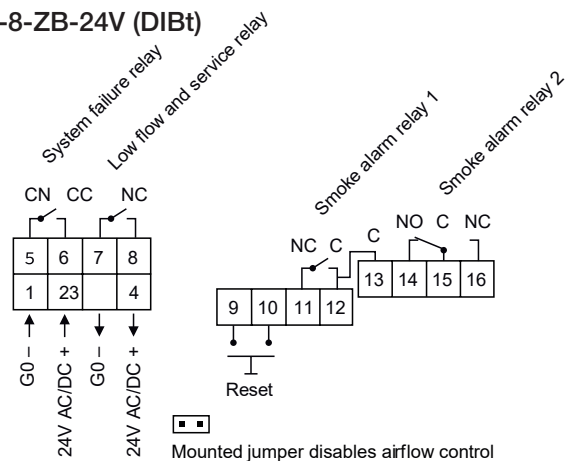 -8-ZB-24V (DIBt)
System failure relay
Low flow and service relay
Smoke alarm relay 1
Smoke alarm relay 2
CN CC NC
5 6 7 8
1 23 4
G0 –
24V AC/DC +
G0 –
24V AC/DC +
NC C C
NO C NC
13 14 15 16
9 10 11 12
Reset
Mounted jumper disables airflow control